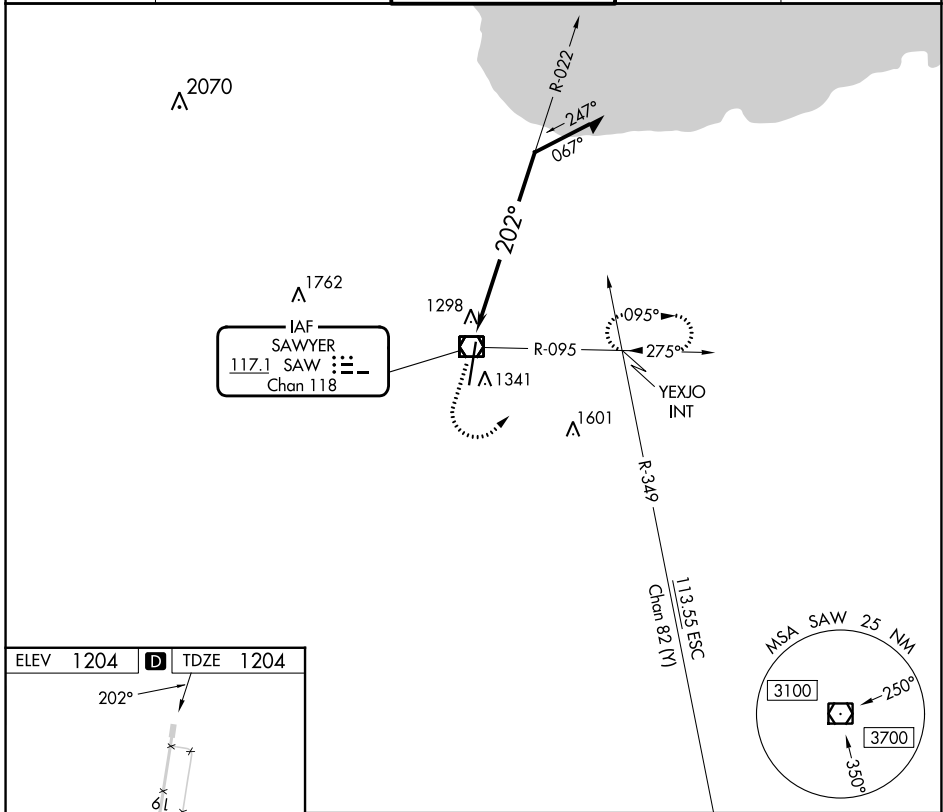 2070
R-022
247°
067°
202°
1762
1298
IAF
SAWYER
117.1 SAW
Chan 118
R-095
095°
275°
1341
YEXJO
INT
1601
R-349
113.55 ESC
Chan 82 (Y)
MSA SAW 25 NM
3100
250°
3700
350°
ELEV 1204 D TDZE 1204
202°
19